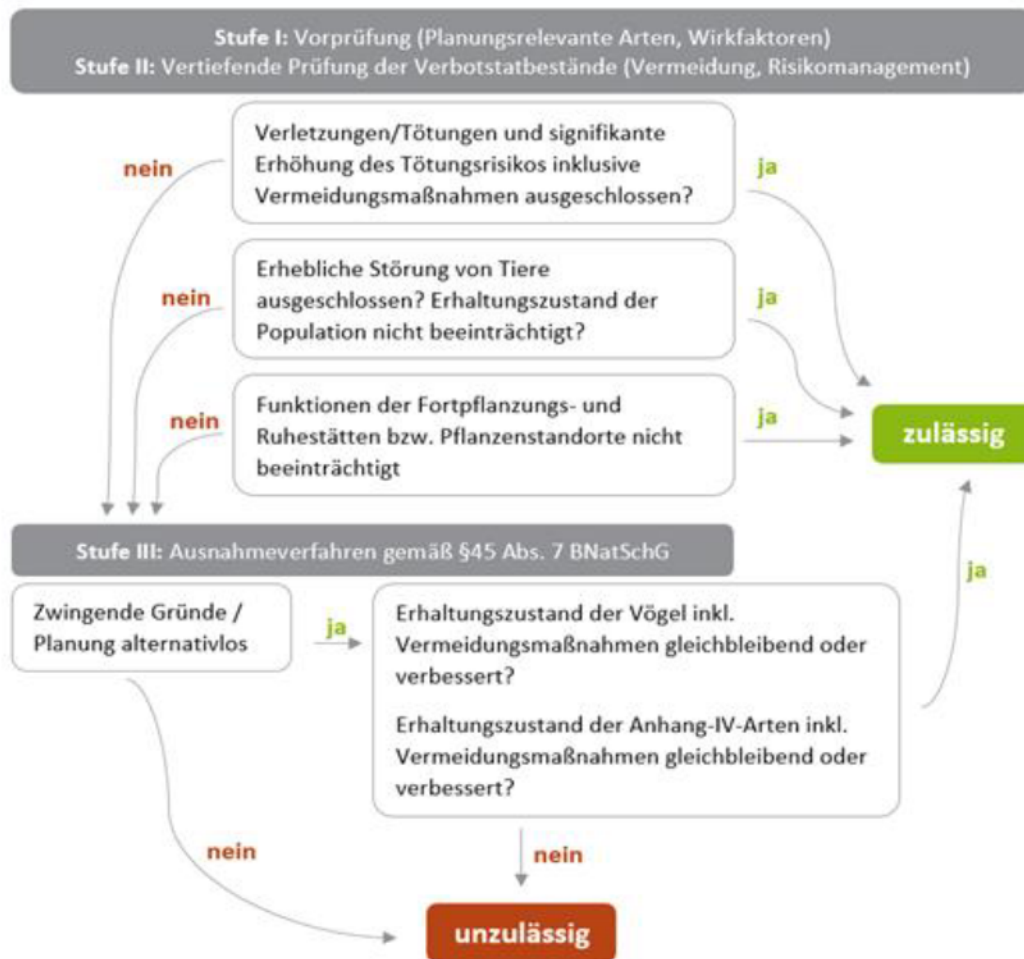 Stufe I: Vorprüfung (Planungsrelevante Arten, Wirkfaktoren)
Stufe II: Vertiefende Prüfung der Verbotstatbestände (Vermeidung, Risikomanagement)
Verletzungen/Tötungen und signifikante
Erhöhung des Tötungsrisikos inklusive
Vermeidungsmaßnahmen ausgeschlossen?
nein
ja
Erhebliche Störung von Tiere
ausgeschlossen? Erhaltungszustand der
Population nicht beeinträchtigt?
nein
ja
Funktionen der Fortpflanzungs- und
Ruhestätten bzw. Pflanzenstandorte nicht
beeinträchtigt
nein
ja
zulässig
Stufe III: Ausnahmeverfahren gemäß §45 Abs. 7 BNatSchG
Zwingende Gründe /
Planung alternativlos
ja
Erhaltungszustand der Vögel inkl.
Vermeidungsmaßnahmen gleichbleibend oder
verbessert?
Erhaltungszustand der Anhang-IV-Arten inkl.
Vermeidungsmaßnahmen gleichbleibend oder
verbessert?
ja
nein
nein
unzulässig